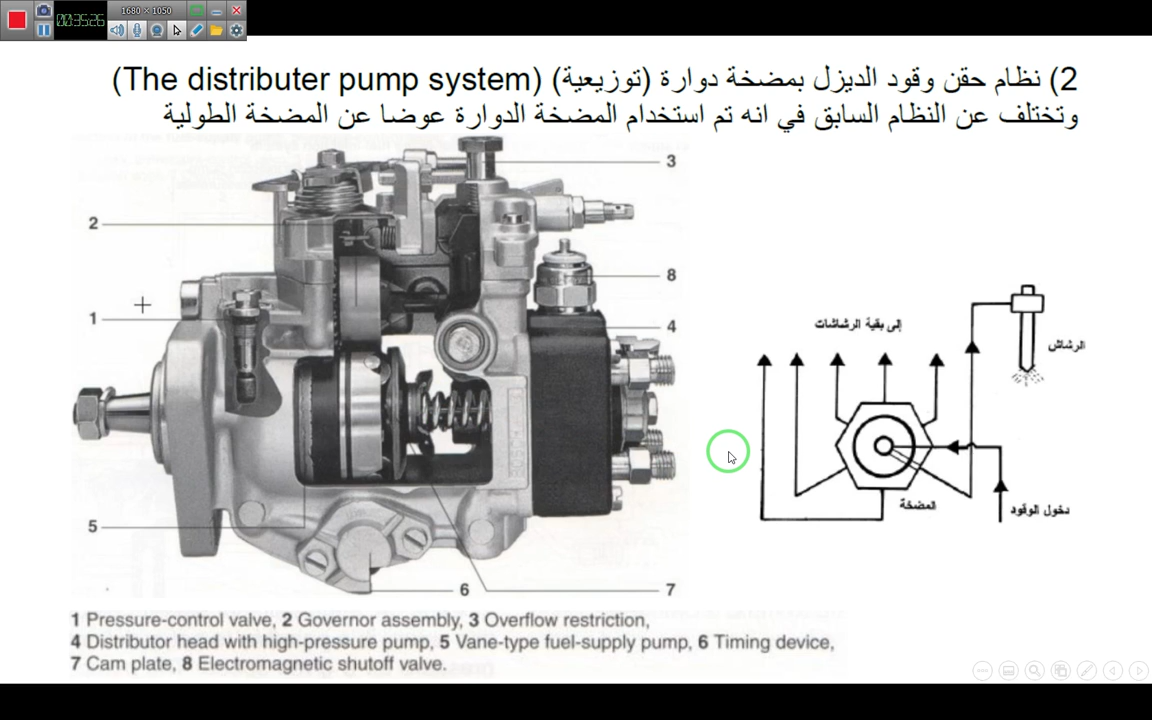 00:35:26
1680 × 1050
2) نظام حقن وقود الديزل بمضخة دوارة (توزيعية) (The distributer pump system)
وتختلف عن النظام السابق في انه تم استخدام المضخة الدوارة عوضا عن المضخة الطولية
3
2
8
1
4
5
6
7
BOSCH
إلى بقية الرشاشات
الرشاش
المضخة
دخول الوقود
1 Pressure-control valve, 2 Governor assembly, 3 Overflow restriction,
4 Distributor head with high-pressure pump, 5 Vane-type fuel-supply pump, 6 Timing device,
7 Cam plate, 8 Electromagnetic shutoff valve.